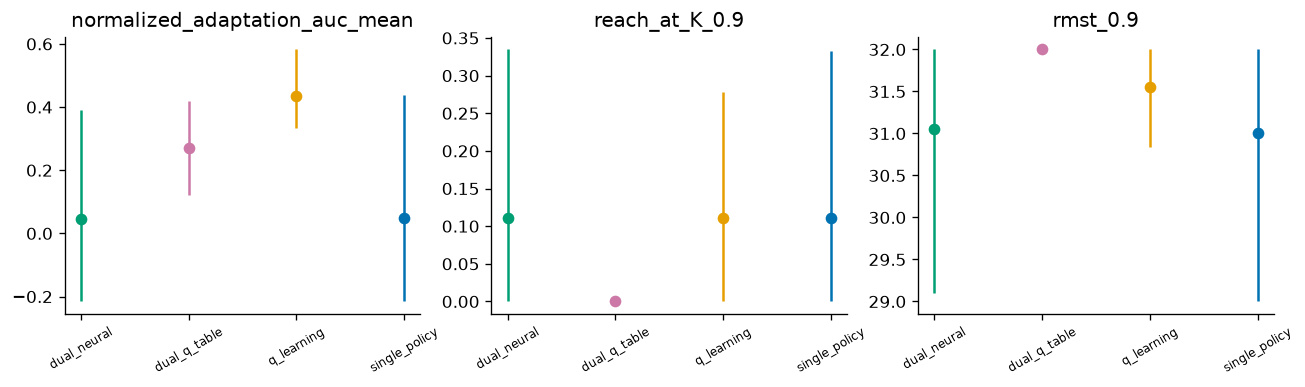 normalized_adaptation_auc_mean
0.6
0.4
0.2
0.0
−0.2
dual_neural
dual_q_table
q_learning
single_policy
reach_at_K_0.9
0.35
0.30
0.25
0.20
0.15
0.10
0.05
0.00
dual_neural
dual_q_table
q_learning
single_policy
rmst_0.9
32.0
31.5
31.0
30.5
30.0
29.5
29.0
dual_neural
dual_q_table
q_learning
single_policy